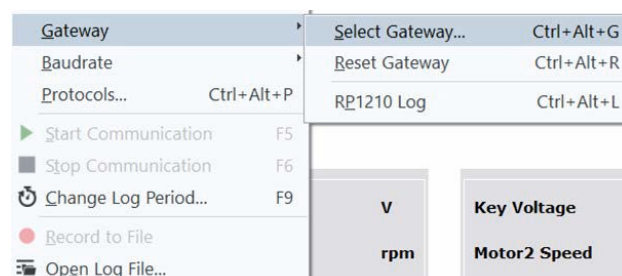 Gateway
Select Gateway... Ctrl+Alt+G
Baudrate
Reset Gateway Ctrl+Alt+R
Protocols... Ctrl+Alt+P
RP1210 Log Ctrl+Alt+L
Start Communication F5
Stop Communication F6
Change Log Period... F9
V Key Voltage
Record to File
rpm Motor2 Speed
Open Log File...